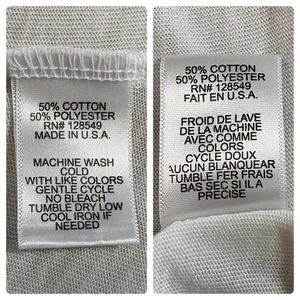 50% COTTON
50% POLYESTER
RN# 128549
MADE IN U.S.A.
MACHINE WASH
COLD
WITH LIKE COLORS
GENTLE CYCLE
NO BLEACH
TUMBLE DRY LOW
COOL IRON IF
NEEDED
50% COTTON
50% POLYESTER
RN# 128549
FAIT EN U.S.A.
FROID DE LAVE
DE LA MACHINE
AVEC COMME
COLORS
CYCLE DOUX
AUCUN BLANQUEAR
TUMBLE FER FRAIS
BAS SEC SI IL A
PRECISE